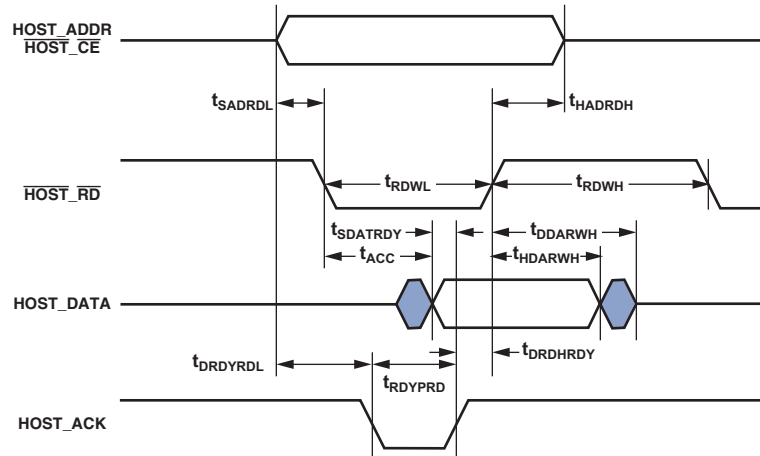 HOST_ADDR
HOST_CE
tSADRDL
tHADRDH
HOST_RD
tRDWL
tRDWH
tSDATRDY
tDDARWH
tACC
tHDARWH
HOST_DATA
tDRDYRDL
tRDYPRD
tDRDHRDY
HOST_ACK